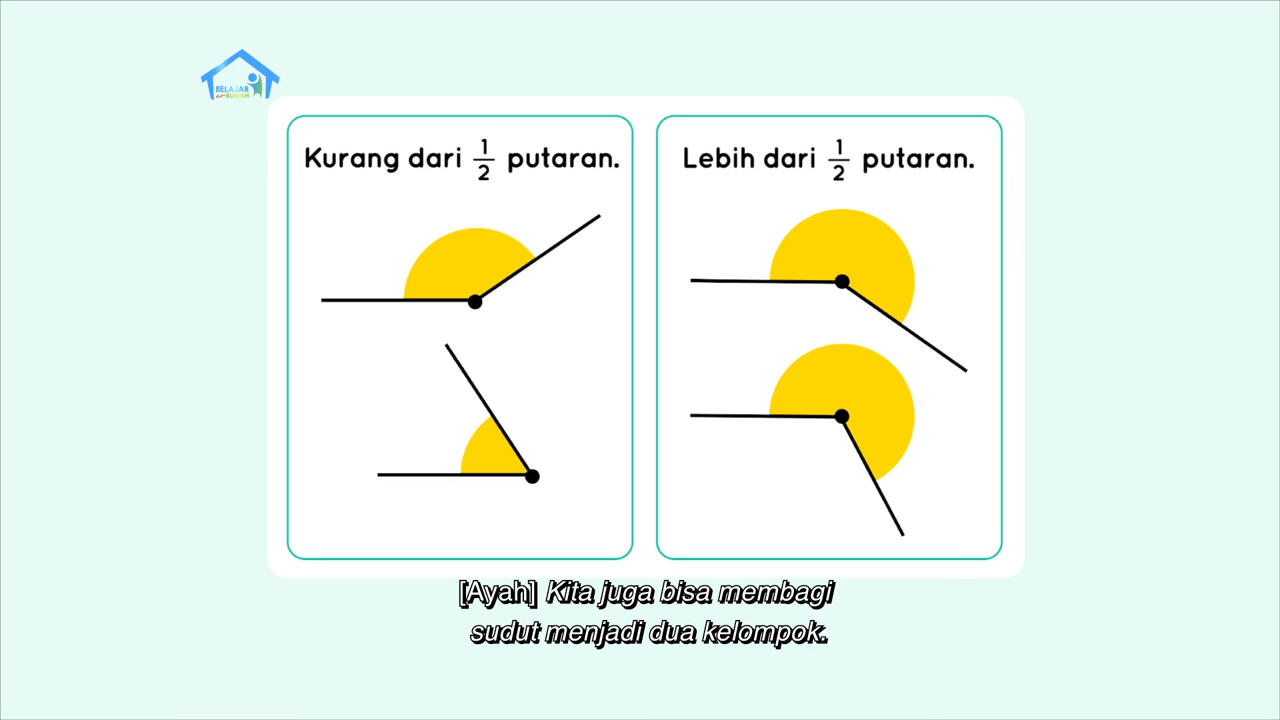 BELAJAR
dari RUMAH
Kurang dari 1/2 putaran.
Lebih dari 1/2 putaran.
[Ayah] Kita juga bisa membagi
sudut menjadi dua kelompok.